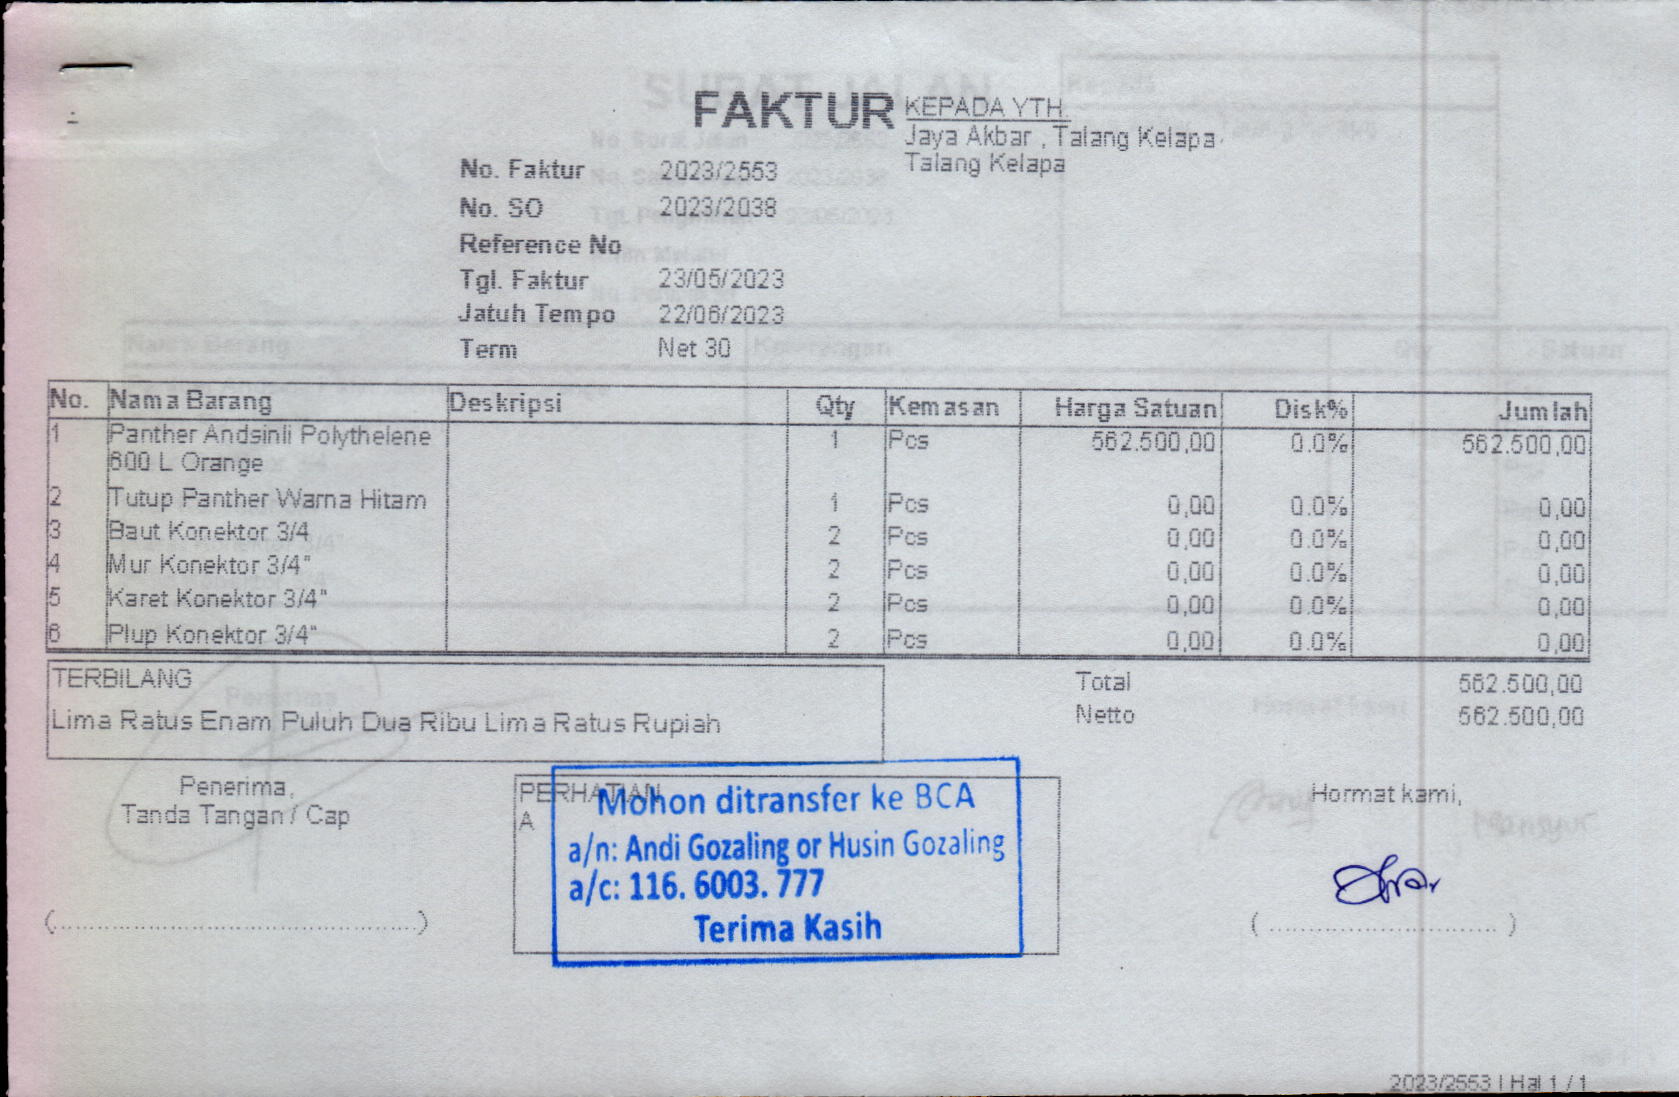 FAKTUR
KEPADA YTH.
Jaya Akbar , Talang Kelapa
Talang Kelapa
No. Faktur 2023/2553
No. SO 2023/2038
Reference No
Tgl. Faktur 23/05/2023
Jatuh Tempo 22/06/2023
Term Net 30
No. Nama Barang Deskripsi Qty Kemasan Harga Satuan Disk% Jumlah
1 Panther Andsinli Polythelene 1 Pcs 562.500,00 0.0% 562.500,00
600 L Orange
2 Tutup Panther Warna Hitam 1 Pcs 0,00 0.0% 0,00
3 Baut Konektor 3/4 2 Pcs 0,00 0.0% 0,00
4 Mur Konektor 3/4" 2 Pcs 0,00 0.0% 0,00
5 Karet Konektor 3/4" 2 Pcs 0,00 0.0% 0,00
6 Plup Konektor 3/4" 2 Pcs 0,00 0.0% 0,00
TERBILANG
Lima Ratus Enam Puluh Dua Ribu Lima Ratus Rupiah
Total 562.500,00
Netto 562.500,00
Penerima,
Tanda Tangan / Cap
(........................................)
PERHATIAN
A
Mohon ditransfer ke BCA
a/n: Andi Gozaling or Husin Gozaling
a/c: 116. 6003. 777
Terima Kasih
Hormat kami,
( ............................ )
2023/2553 | Hal 1 / 1